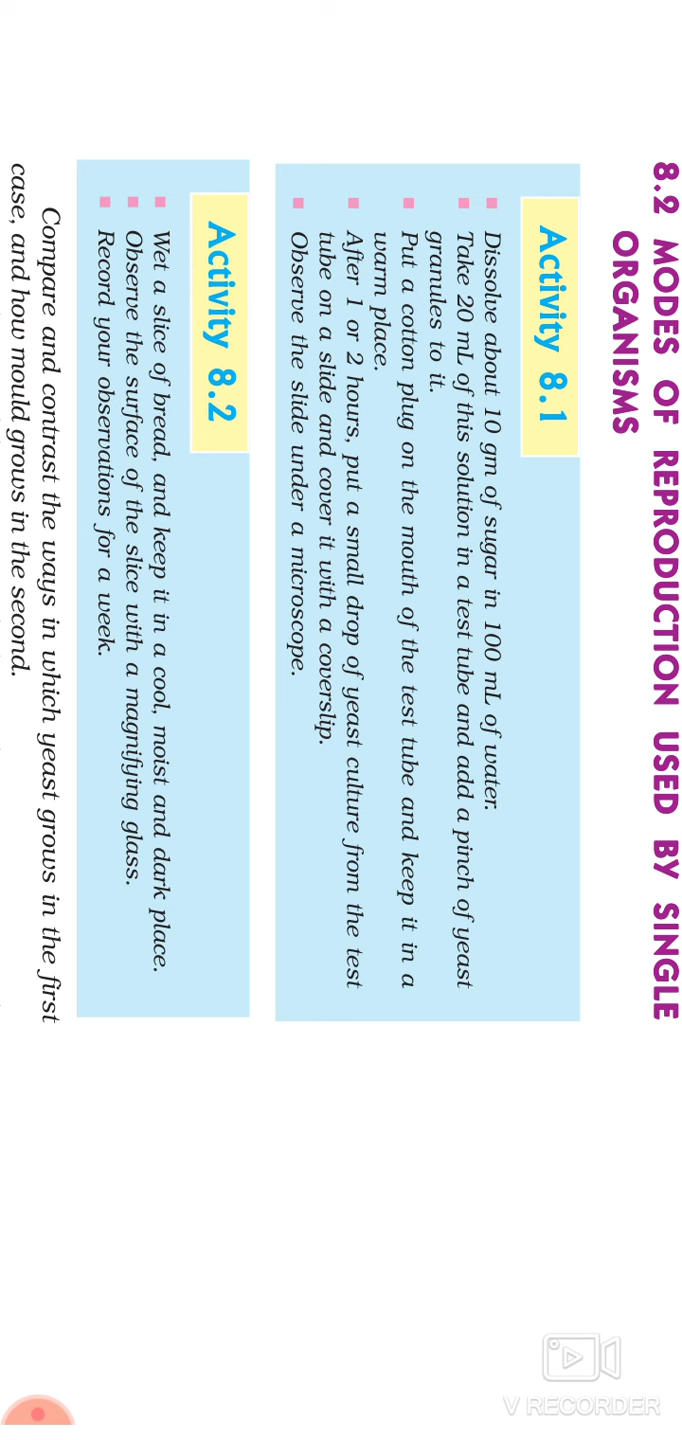 8.2 MODES OF REPRODUCTION USED BY SINGLE
ORGANISMS
Activity 8.1
Dissolve about 10 gm of sugar in 100 mL of water.
Take 20 mL of this solution in a test tube and add a pinch of yeast
granules to it.
Put a cotton plug on the mouth of the test tube and keep it in a
warm place.
After 1 or 2 hours, put a small drop of yeast culture from the test
tube on a slide and cover it with a coverslip.
Observe the slide under a microscope.
Activity 8.2
Wet a slice of bread, and keep it in a cool, moist and dark place.
Observe the surface of the slice with a magnifying glass.
Record your observations for a week.
Compare and contrast the ways in which yeast grows in the first
case, and how mould grows in the second.
V RECORDER